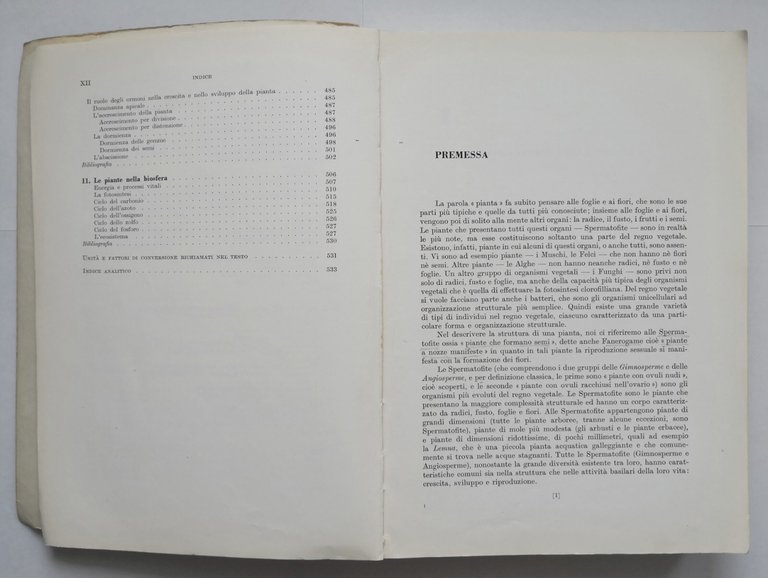 XII
INDICE
Il ruolo degli ormoni nella crescita e nello sviluppo della pianta . . . . . . 485
Dominanza apicale . . . . . . 485
L'accrescimento della pianta . . . . . . 487
Accrescimento per divisione . . . . . . 487
Accrescimento per distensione . . . . . . 488
La dormienza . . . . . . 496
Dormienza delle gemme . . . . . . 496
Dormienza dei semi . . . . . . 498
L'abscissione . . . . . . 501
Bibliografia . . . . . . 502
11. Le piante nella biosfera . . . . . . 506
Energia e processi vitali . . . . . . 507
La fotosintesi . . . . . . 510
Ciclo del carbonio . . . . . . 515
Ciclo dell'azoto . . . . . . 518
Ciclo dell'ossigeno . . . . . . 525
Ciclo dello zolfo . . . . . . 526
Ciclo del fosforo . . . . . . 527
L'ecosistema . . . . . . 527
Bibliografia . . . . . . 530
Unità e fattori di conversione richiamati nel testo . . . . . . 531
Indice analitico . . . . . . 533
PREMESSA
La parola « pianta » fa subito pensare alle foglie e ai fiori, che sono le sue
parti più tipiche e quelle da tutti più conosciute; insieme alle foglie e ai fiori,
vengono poi di solito alla mente altri organi: la radice, il fusto, i frutti e i semi.
Le piante che presentano tutti questi organi — Spermatofite — sono in realtà
le più note, ma esse costituiscono soltanto una parte del regno vegetale.
Esistono, infatti, piante in cui alcuni di questi organi, o anche tutti, sono assen-
ti. Vi sono ad esempio piante — i Muschi, le Felci — che non hanno nè fiori
nè semi. Altre piante — le Alghe — non hanno neanche radici, nè fusto e nè
foglie. Un altro gruppo di organismi vegetali — i Funghi — sono privi non
solo di radici, fusto e foglie, ma anche della capacità più tipica degli organismi
vegetali che è quella di effettuare la fotosintesi clorofilliana. Del regno vegetale
si vuole facciano parte anche i batteri, che sono gli organismi unicellulari ad
organizzazione strutturale più semplice. Quindi esiste una grande varietà
di tipi di individui nel regno vegetale, ciascuno caratterizzato da una parti-
colare forma e organizzazione strutturale.
Nel descrivere la struttura di una pianta, noi ci riferiremo alle Sperma-
tofite ossia « piante che formano semi », dette anche Fanerogame cioè « piante
a nozze manifeste » in quanto in tali piante la riproduzione sessuale si mani-
festa con la formazione dei fiori.
Le Spermatofite (che comprendono i due gruppi delle Gimnosperme e delle
Angiosperme, e per definizione classica, le prime sono « piante con ovuli nudi »,
cioè scoperti, e le seconde « piante con ovuli racchiusi nell'ovario ») sono gli
organismi più evoluti del regno vegetale. Le Spermatofite sono le piante che
presentano la maggiore complessità strutturale ed hanno un corpo caratteriz-
zato da radici, fusto, foglie e fiori. Alle Spermatofite appartengono piante di
grandi dimensioni (tutte le piante arboree, tranne alcune eccezioni, sono
Spermatofite), piante di mole più modesta (gli arbusti e le piante erbacee),
e piante di dimensioni ridottissime, di pochi millimetri, quali ad esempio
la Lemna, che è una piccola pianta acquatica galleggiante e che comune-
mente si trova nelle acque stagnanti. Tutte le Spermatofite (Gimnosperme e
Angiosperme), nonostante la grande diversità esistente tra loro, hanno carat-
teristiche comuni sia nella struttura che nelle attività basilari della loro vita:
crescita, sviluppo e riproduzione.
[1]
1